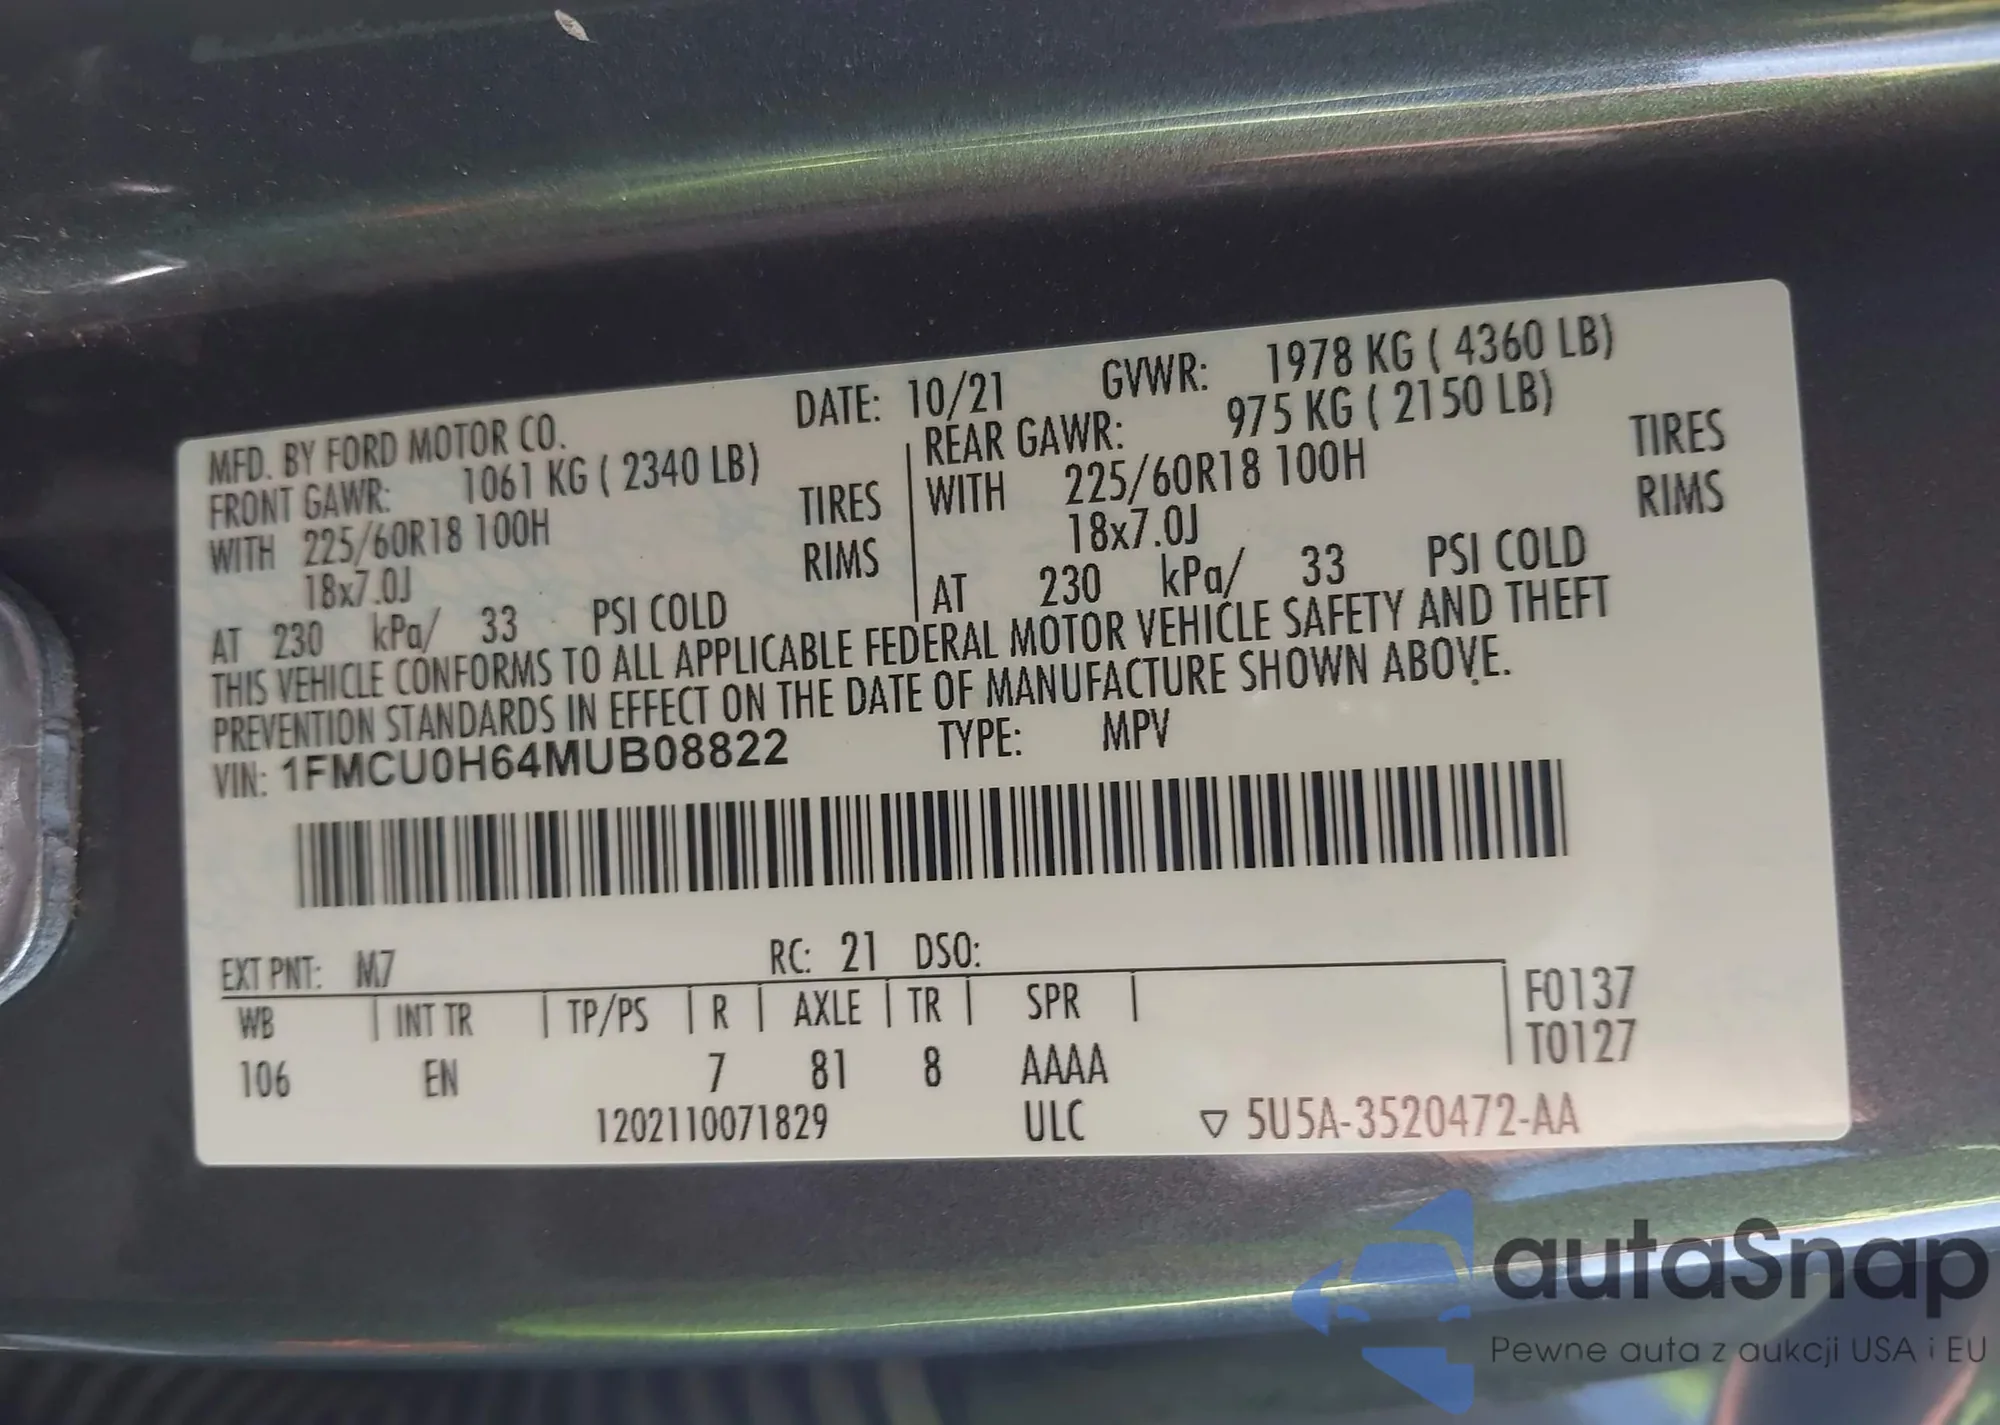 MFD. BY FORD MOTOR CO. DATE: 10/21 GVWR: 1978 KG ( 4360 LB)
FRONT GAWR: 1061 KG ( 2340 LB) REAR GAWR: 975 KG ( 2150 LB)
WITH 225/60R18 100H TIRES WITH 225/60R18 100H TIRES
18x7.0J RIMS 18x7.0J RIMS
AT 230 kPa/ 33 PSI COLD AT 230 kPa/ 33 PSI COLD
THIS VEHICLE CONFORMS TO ALL APPLICABLE FEDERAL MOTOR VEHICLE SAFETY AND THEFT
PREVENTION STANDARDS IN EFFECT ON THE DATE OF MANUFACTURE SHOWN ABOVE.
VIN: 1FMCU0H64MUB08822 TYPE: MPV
EXT PNT: M7 RC: 21 DSO:
WB INT TR TP/PS R AXLE TR SPR F0137
T0127
106 EN 7 81 8 AAAA
1202110071829 ULC ▽ 5U5A-3520472-AA
autaSnap
Pewne auta z aukcji USA i EU